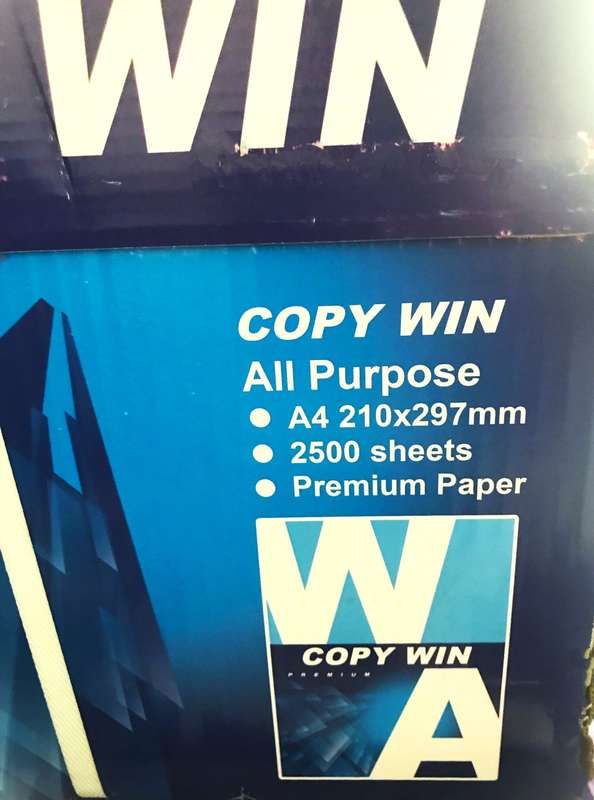 WIN
COPY WIN
All Purpose
● A4 210x297mm
● 2500 sheets
● Premium Paper
W
COPY WIN
PREMIUM
A